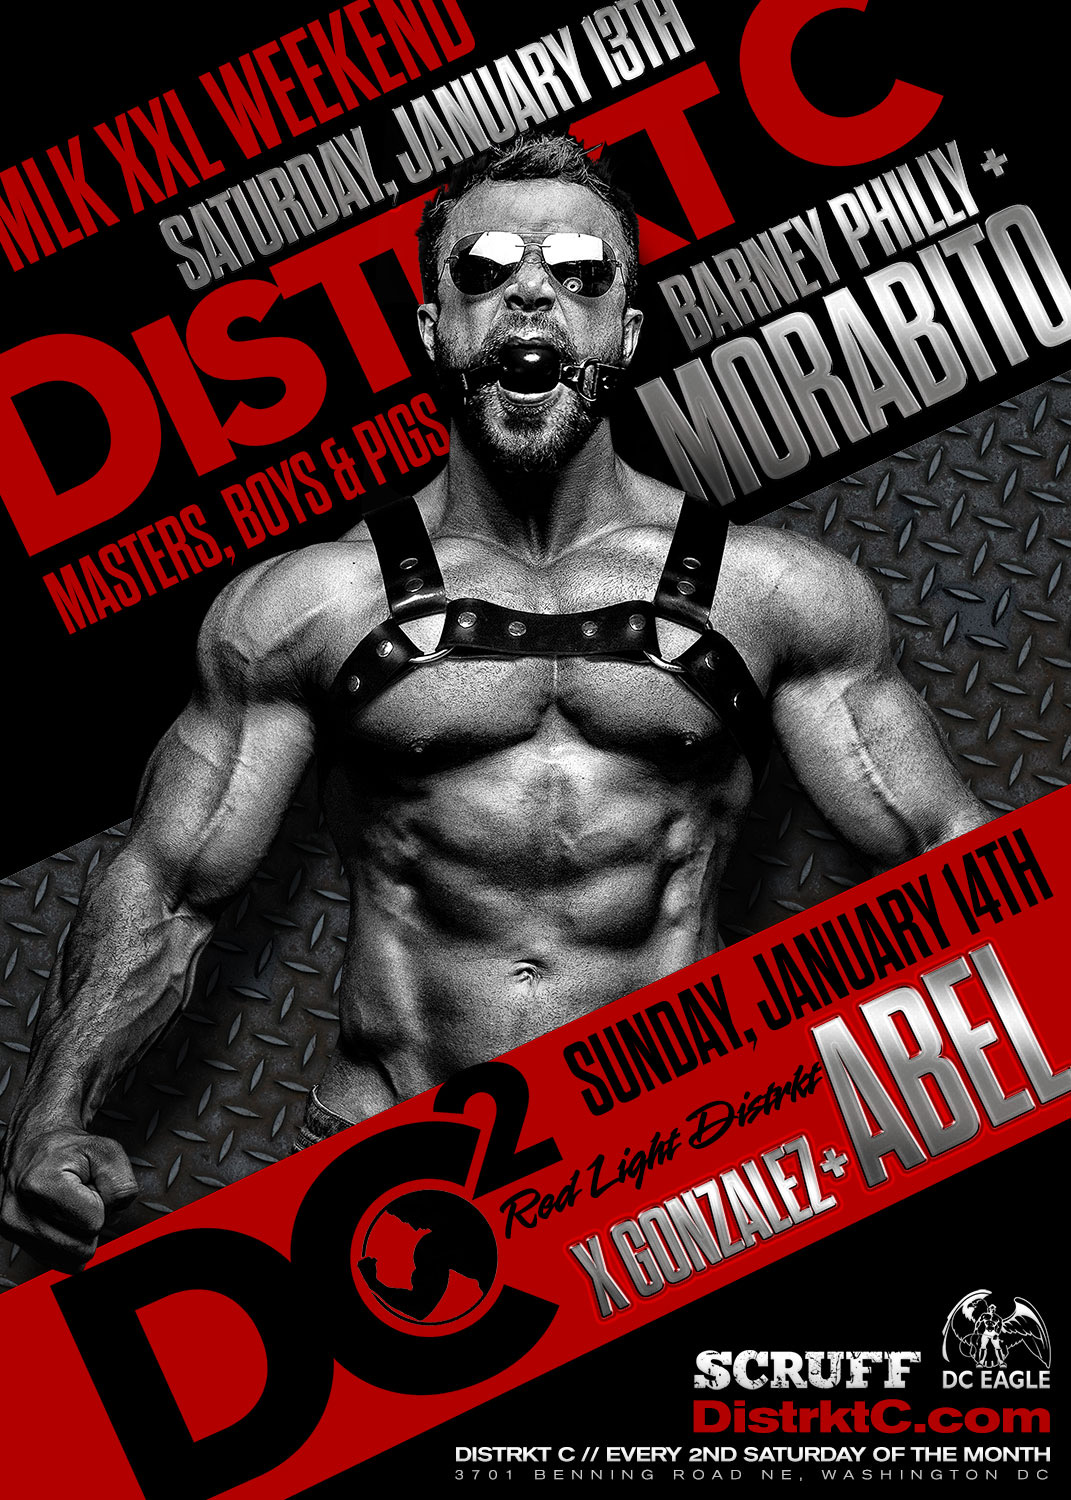 MLK XXL WEEKEND
SATURDAY, JANUARY 13TH
DISTRKT C
BARNEY PHILLY +
MORABITO
MASTERS, BOYS & PIGS
SUNDAY, JANUARY 14TH
DC2
Red Light Distrkt
X GONZALEZ + ABEL
SCRUFF
DC EAGLE
DistrktC.com
DISTRKT C // EVERY 2ND SATURDAY OF THE MONTH
3701 BENNING ROAD NE, WASHINGTON DC